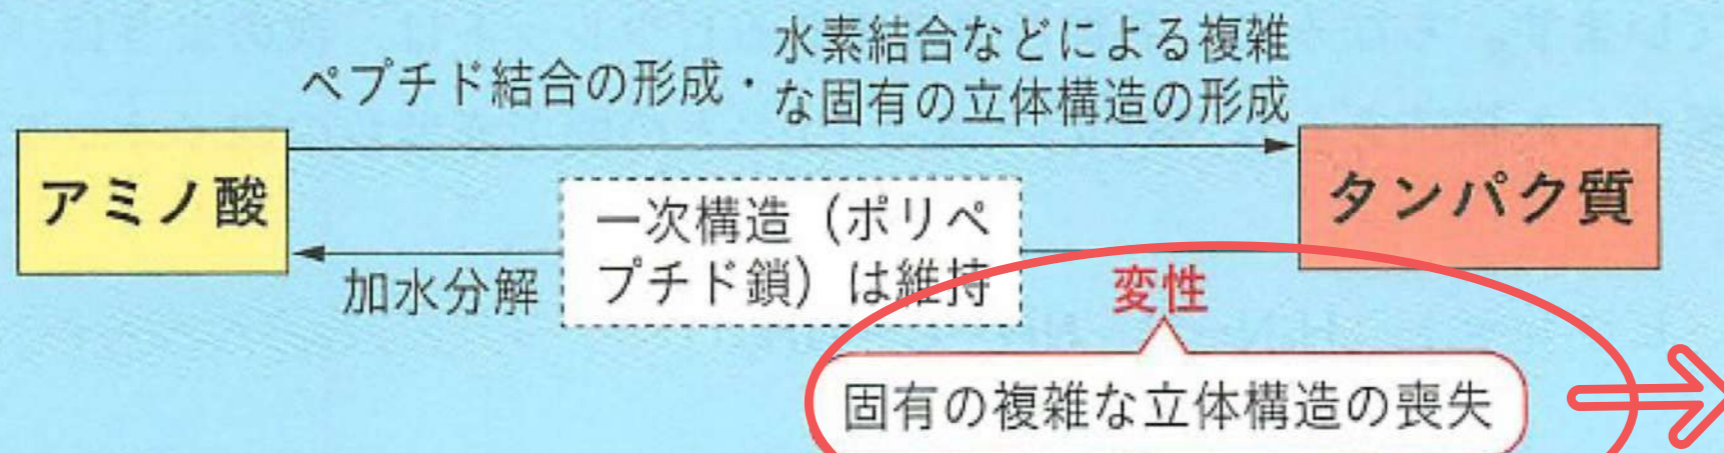 水素結合などによる複雑
ペプチド結合の形成・な固有の立体構造の形成
アミノ酸
タンパク質
一次構造（ポリペ
プチド鎖）は維持
加水分解
変性
固有の複雑な立体構造の喪失